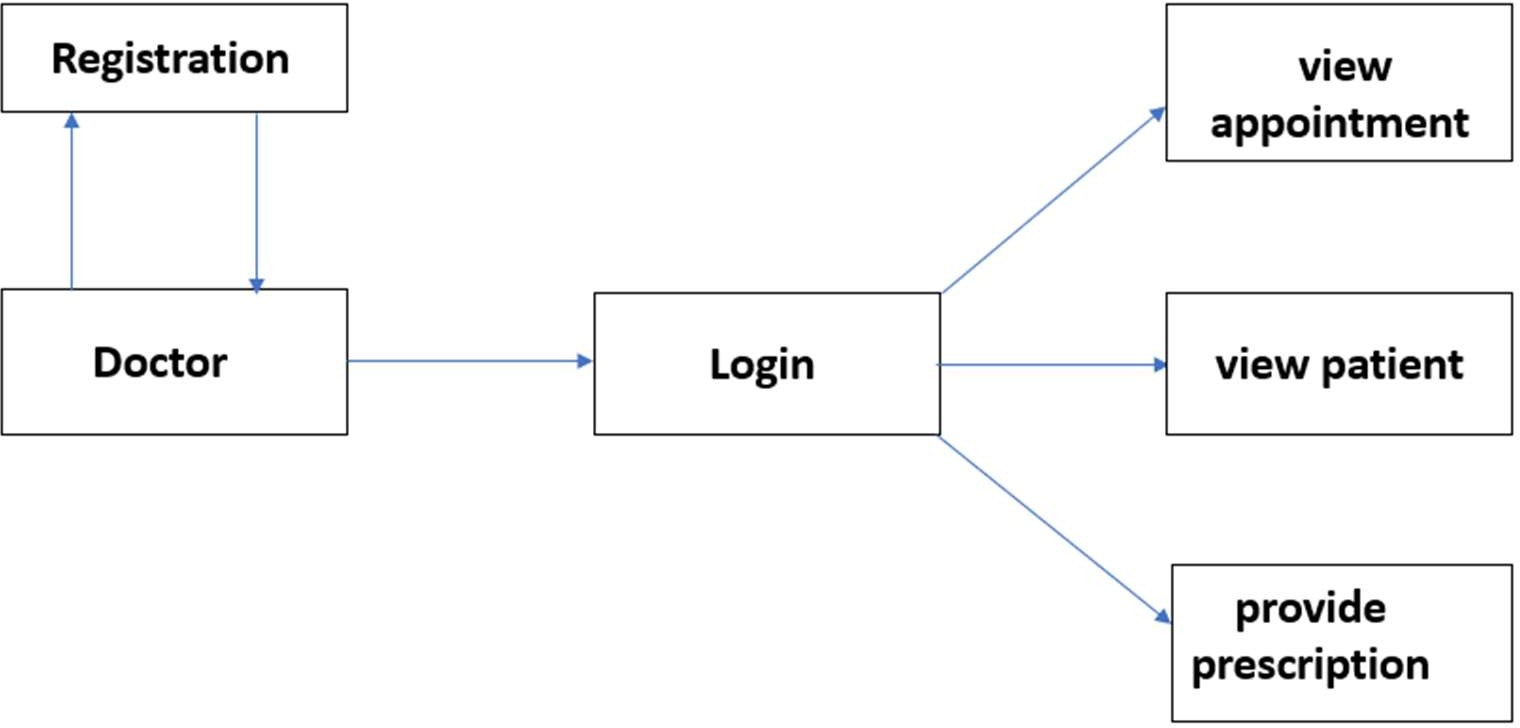 Registration
view
appointment
Doctor
Login
view patient
provide
prescription